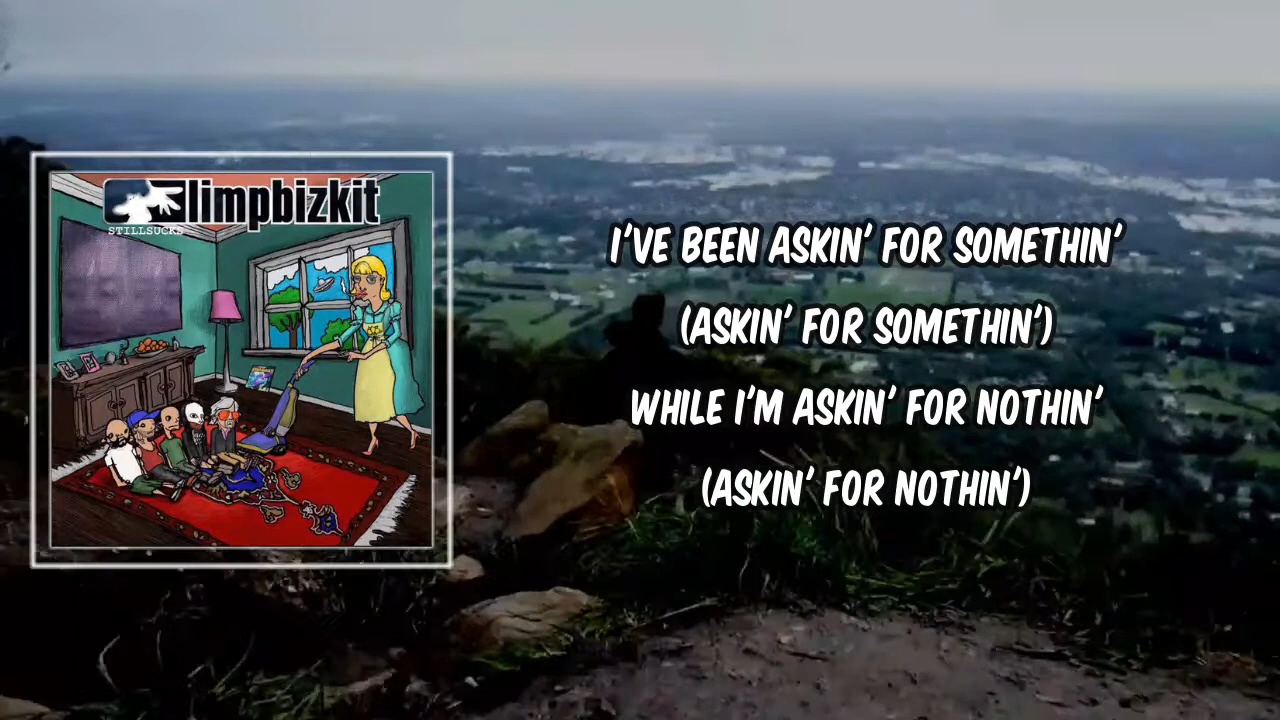 limpbizkit
STILLSUCKS
I'VE BEEN ASKIN' FOR SOMETHIN'
(ASKIN' FOR SOMETHIN')
WHILE I'M ASKIN' FOR NOTHIN'
(ASKIN' FOR NOTHIN')